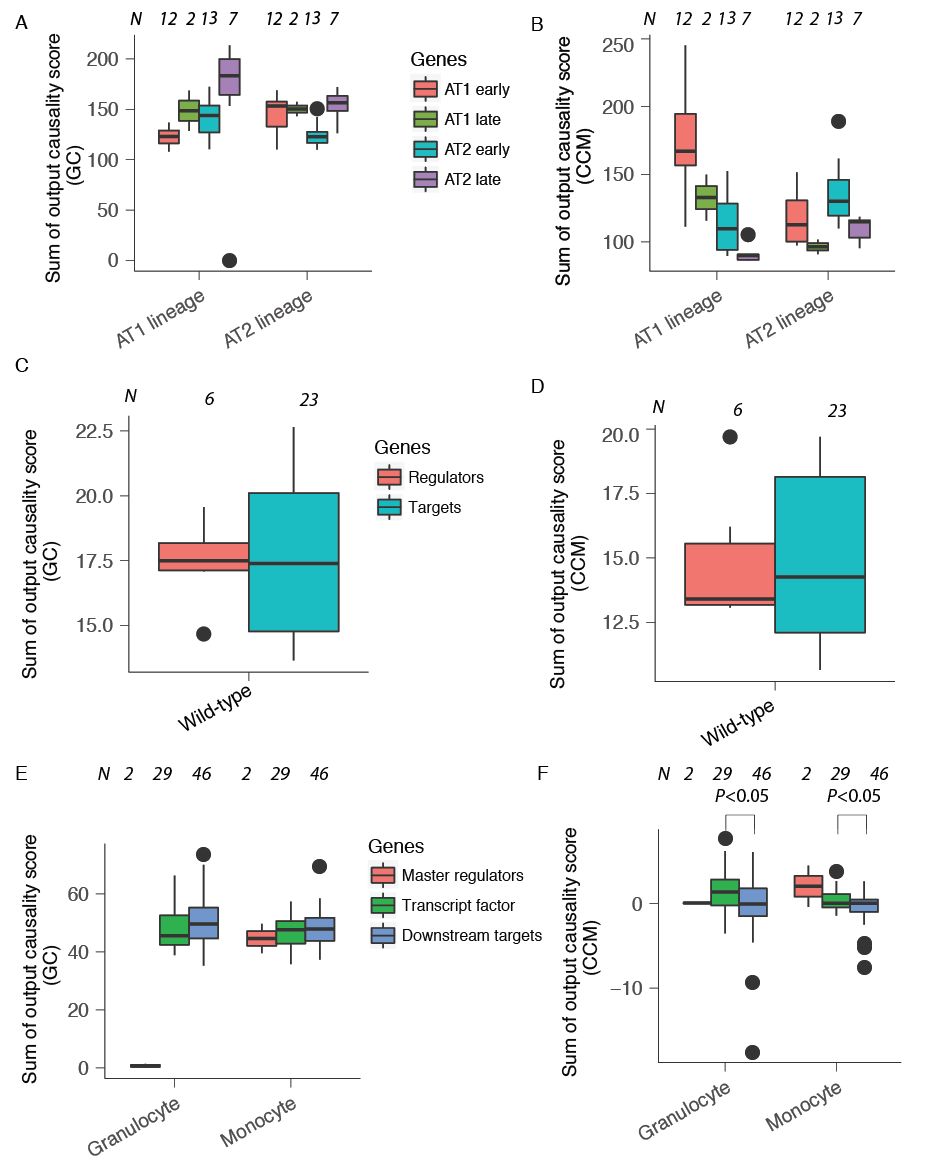 A
N 12 2 13 7 12 2 13 7
Sum of output causality score
(GC)
200
150
100
50
0
AT1 lineage
AT2 lineage
Genes
AT1 early
AT1 late
AT2 early
AT2 late
B
N 12 2 13 7 12 2 13 7
Sum of output causality score
(CCM)
250
200
150
100
AT1 lineage
AT2 lineage
C
N 6 23
Sum of output causality score
(GC)
22.5
20.0
17.5
15.0
Wild-type
Genes
Regulators
Targets
D
N 6 23
Sum of output causality score
(CCM)
20.0
17.5
15.0
12.5
Wild-type
E
N 2 29 46 2 29 46
Sum of output causality score
(GC)
60
40
20
0
Granulocyte
Monocyte
Genes
Master regulators
Transcript factor
Downstream targets
F
N 2 29 46 2 29 46
P<0.05 P<0.05
Sum of output causality score
(CCM)
0
−10
Granulocyte
Monocyte